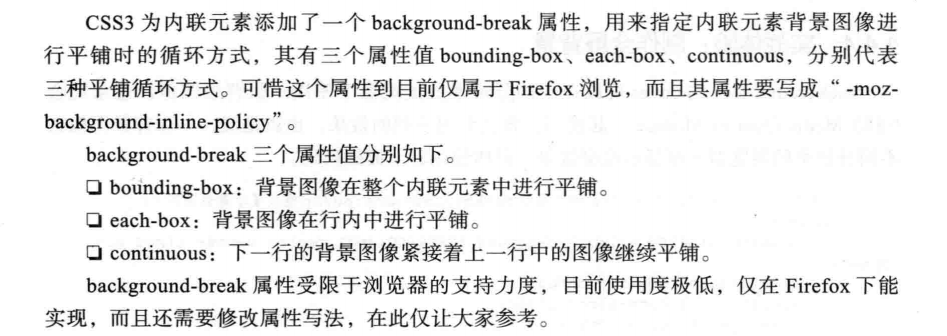 CSS3 为内联元素添加了一个 background-break 属性，用来指定内联元素背景图像进
行平铺时的循环方式，其有三个属性值 bounding-box、each-box、continuous，分别代表
三种平铺循环方式。可惜这个属性到目前仅属于 Firefox 浏览，而且其属性要写成“ -moz-
background-inline-policy”。
background-break 三个属性值分别如下。
❑ bounding-box：背景图像在整个内联元素中进行平铺。
❑ each-box：背景图像在行内中进行平铺。
❑ continuous：下一行的背景图像紧接着上一行中的图像继续平铺。
background-break 属性受限于浏览器的支持力度，目前使用度极低，仅在 Firefox 下能
实现，而且还需要修改属性写法，在此仅让大家参考。